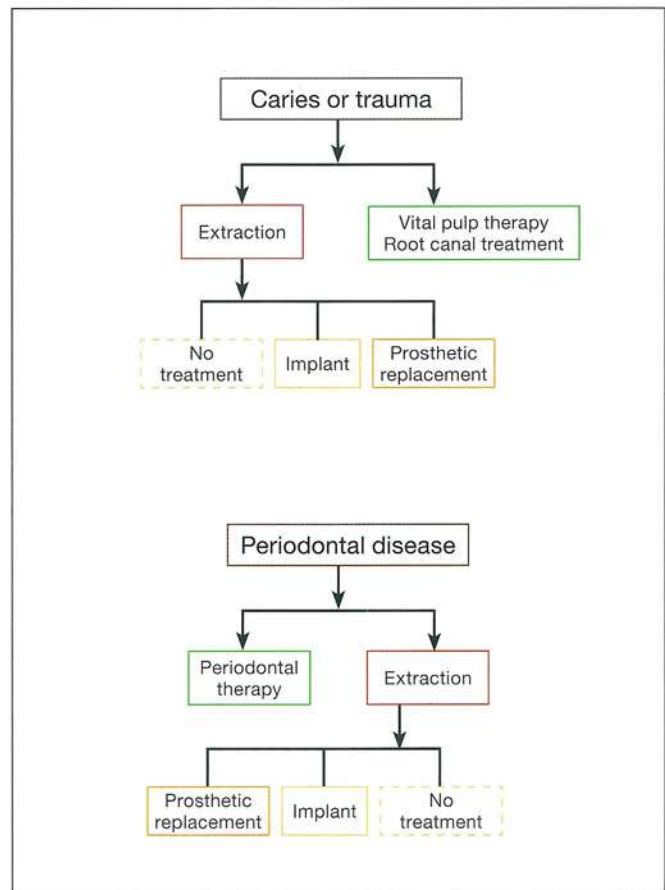 Caries or trauma
Extraction
Vital pulp therapy
Root canal treatment
No
treatment
Implant
Prosthetic
replacement
Periodontal disease
Periodontal
therapy
Extraction
Prosthetic
replacement
Implant
No
treatment